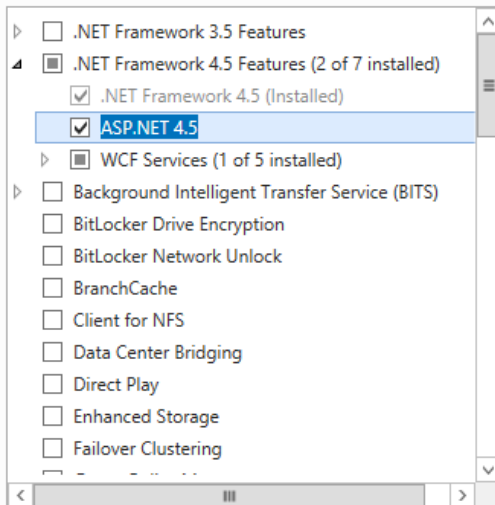 .NET Framework 3.5 Features
.NET Framework 4.5 Features (2 of 7 installed)
.NET Framework 4.5 (Installed)
ASP.NET 4.5
WCF Services (1 of 5 installed)
Background Intelligent Transfer Service (BITS)
BitLocker Drive Encryption
BitLocker Network Unlock
BranchCache
Client for NFS
Data Center Bridging
Direct Play
Enhanced Storage
Failover Clustering